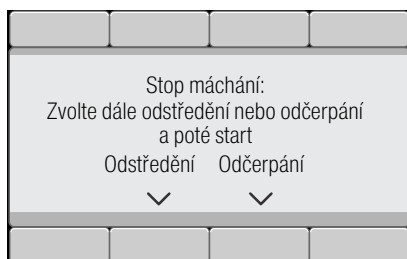 Stop máchání:
Zvolte dále odstředění nebo odčerpání
a poté start
Odstředění Odčerpání